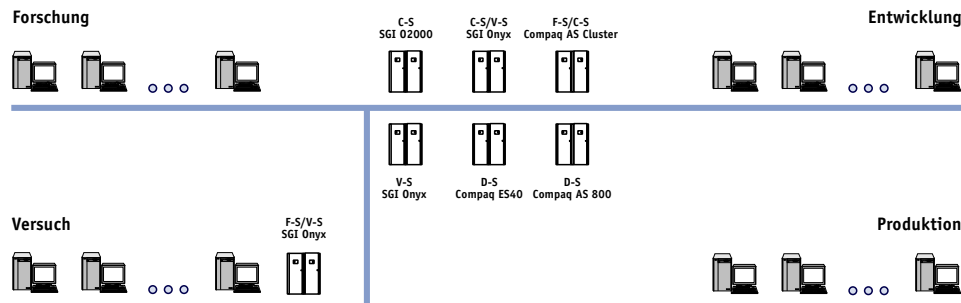 Forschung
C-S
SGI O2000
C-S/V-S
SGI Onyx
F-S/C-S
Compaq AS Cluster
Entwicklung
V-S
SGI Onyx
D-S
Compaq ES40
D-S
Compaq AS 800
Versuch
F-S/V-S
SGI Onyx
Produktion